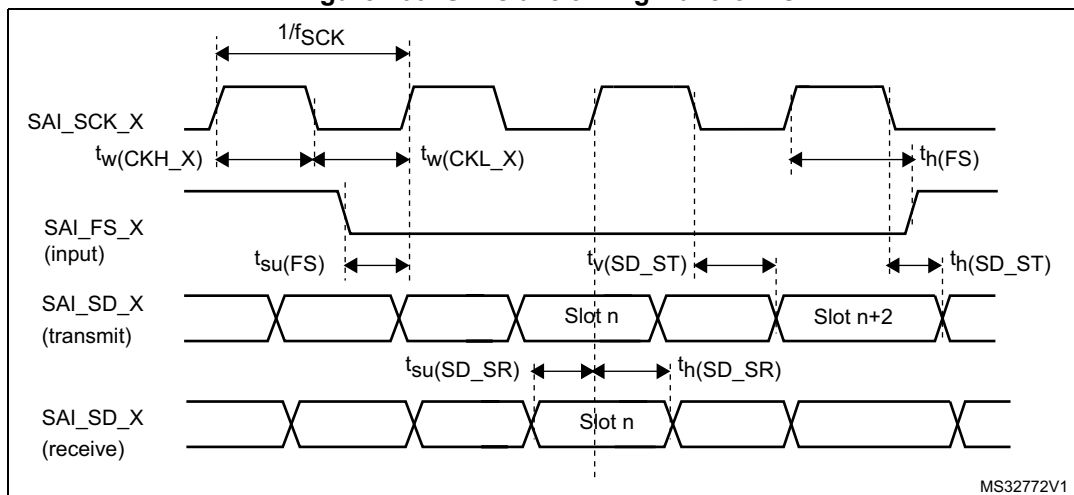 1/fSCK
SAI_SCK_X
tw(CKH_X) tw(CKL_X) th(FS)
SAI_FS_X
(input)
tsu(FS) tv(SD_ST) th(SD_ST)
SAI_SD_X
(transmit)
Slot n Slot n+2
tsu(SD_SR) th(SD_SR)
SAI_SD_X
(receive)
Slot n
MS32772V1